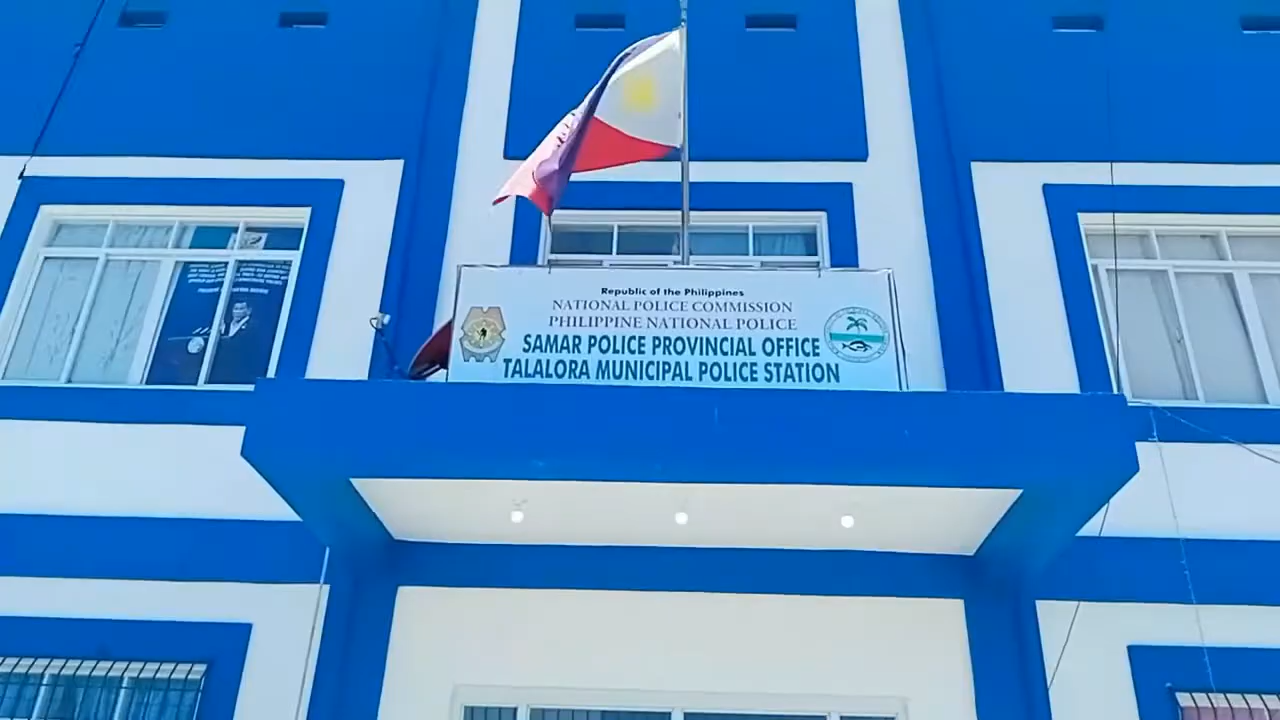 Republic of the Philippines
NATIONAL POLICE COMMISSION
PHILIPPINE NATIONAL POLICE
SAMAR POLICE PROVINCIAL OFFICE
TALALORA MUNICIPAL POLICE STATION